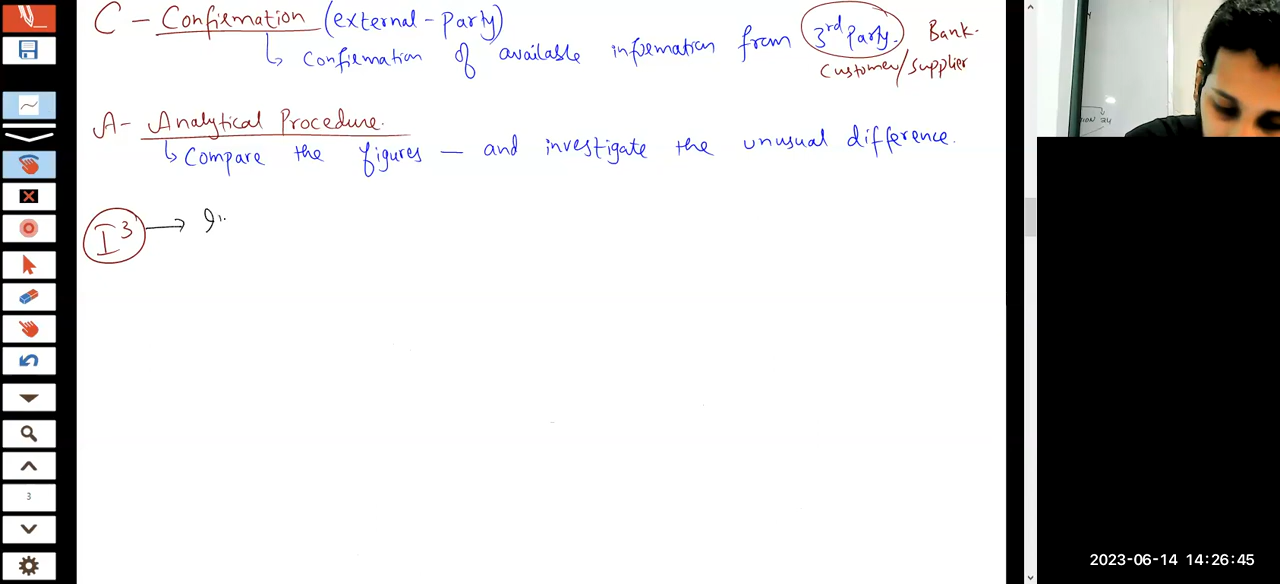 C - Confirmation (external-Party)
↳ Confirmation of available information from 3rd Party. Bank.
Customer/supplier
A- Analytical Procedure.
↳ Compare the figures — and investigate the unusual difference.
I³ →
3
2023-06-14 14:26:45